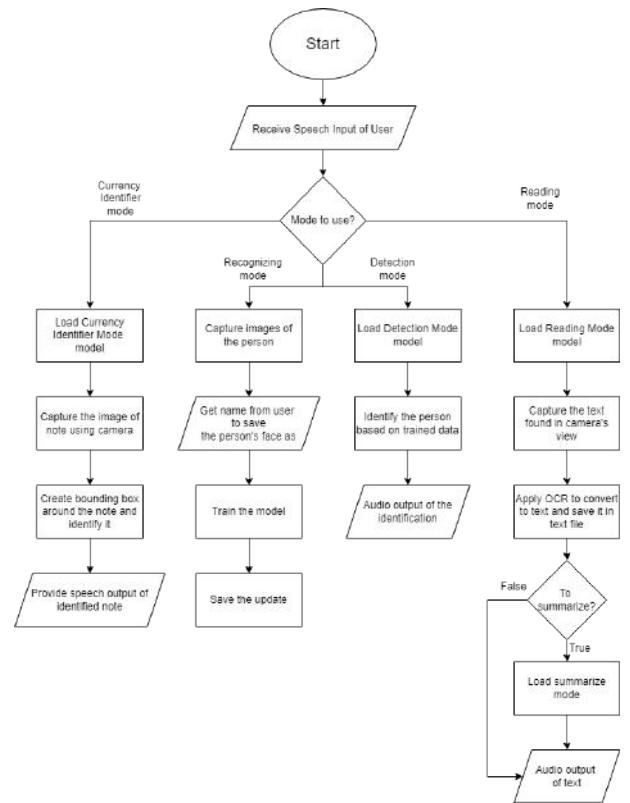 Start
Receive Speech Input of User
Currency
Identifier
mode
Mode to use?
Reading
mode
Recognizing
mode
Detection
mode
Load Currency
Identifier Mode
model
Capture images of
the person
Load Detection Mode
model
Load Reading Mode
model
Capture the image of
note using camera
Get name from user
to save
the person's face as
Identify the person
based on trained data
Capture the text
found in camera's
view
Create bounding box
around the note and
identify it
Train the model
Audio output of the
identification
Apply OCR to convert
to text and save it in
text file
Provide speech output of
identified note
Save the update
False
To
summarize?
True
Load summarize
mode
Audio output
of text